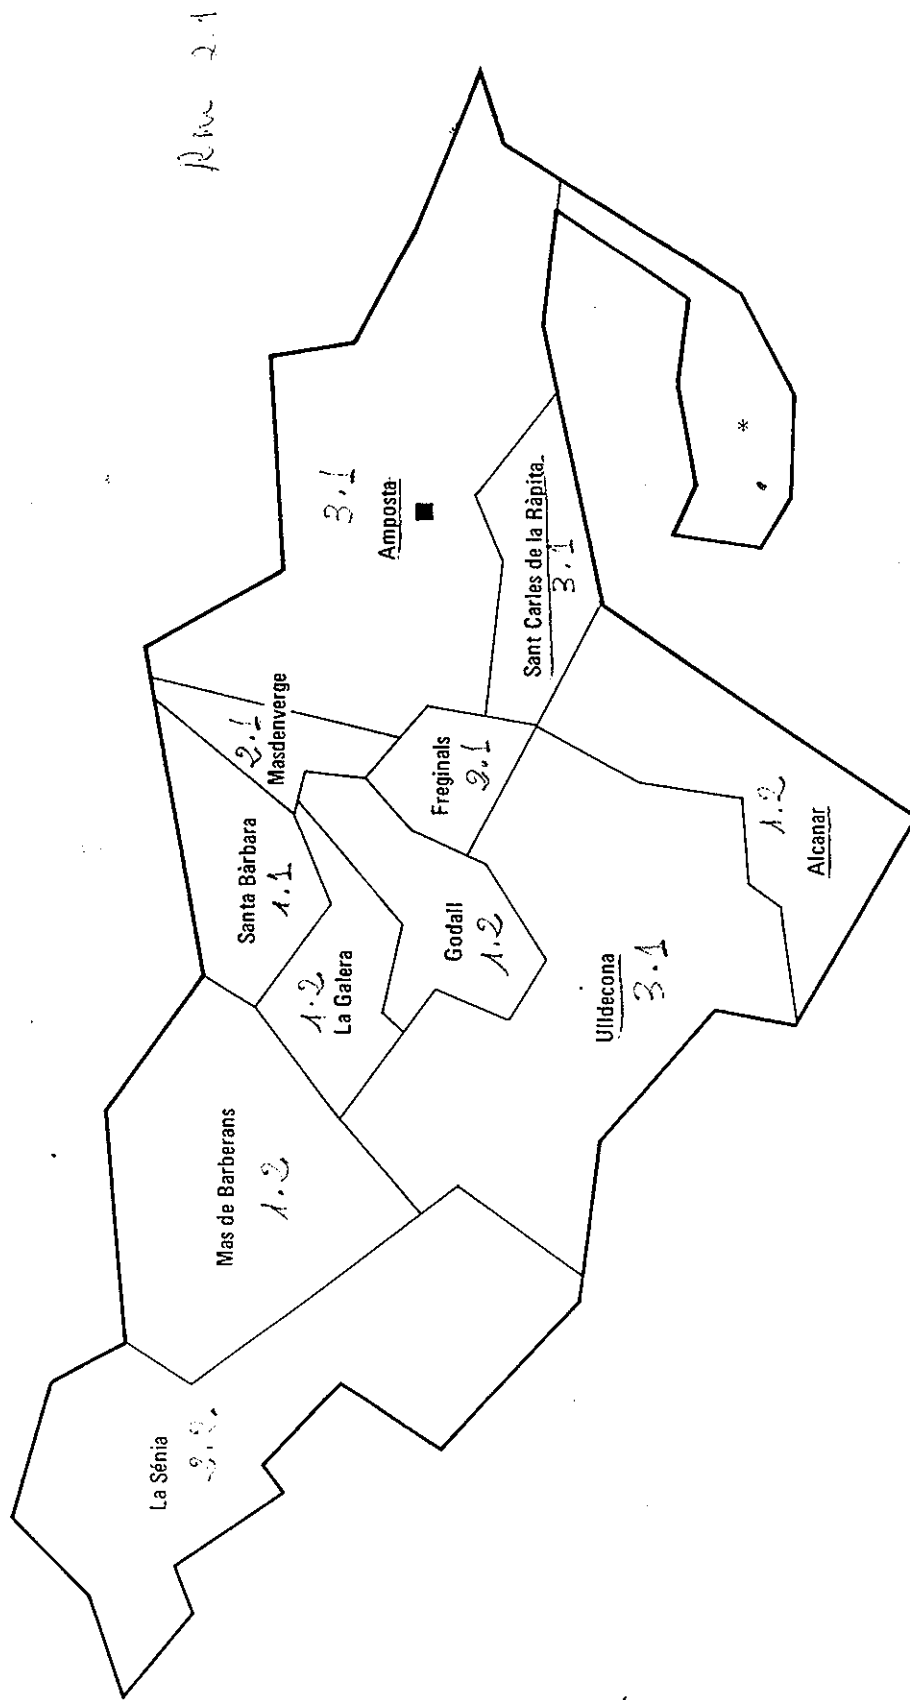 2.1
La Sénia
Mas de Barberans
1.2
Santa Bàrbara
1.1
1.2
La Galera
2.1
Masdenverge
3.1
Amposta
Godall
1.2
Freginals
2.1
Sant Carles de la Ràpita
3.1
Ulldecona
3.1
1.2
Alcanar
*